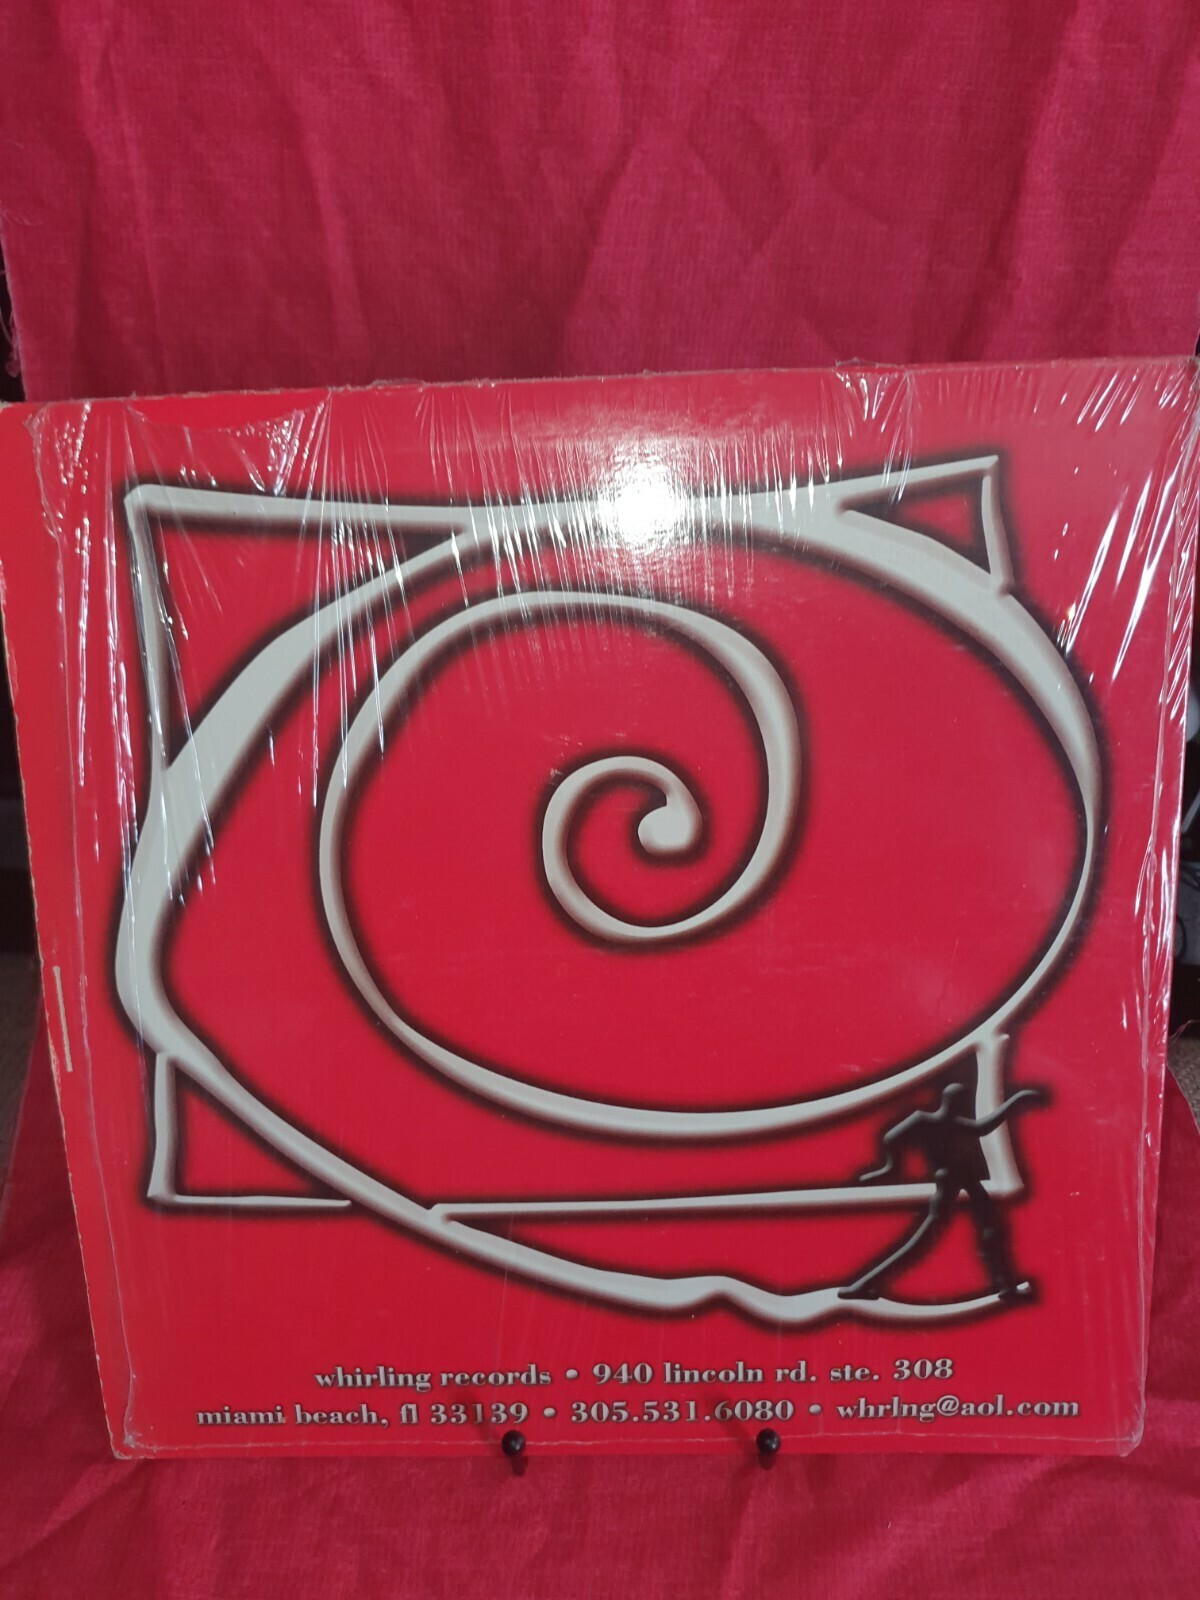 whirling records • 940 lincoln rd. ste. 308
miami beach, fl 33139 • 305.531.6080 • whrlng@aol.com